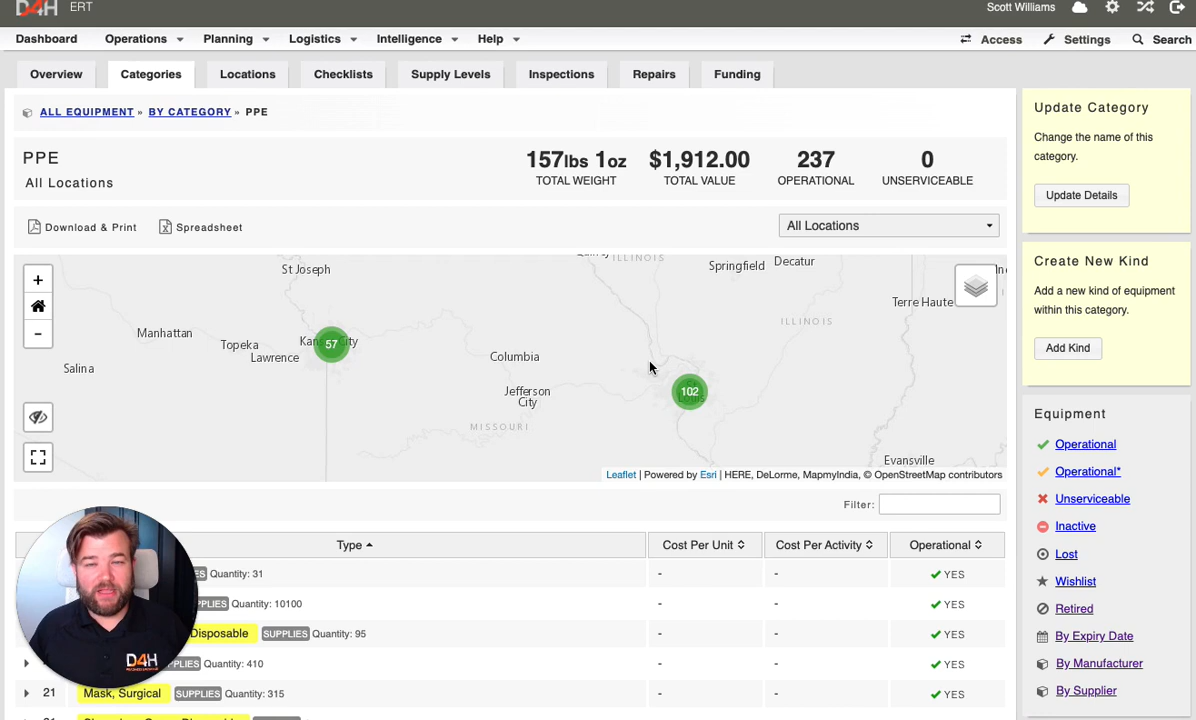 D4H ERT
Scott Williams
Dashboard Operations Planning Logistics Intelligence Help Access Settings Search
Overview Categories Locations Checklists Supply Levels Inspections Repairs Funding
ALL EQUIPMENT » BY CATEGORY » PPE
PPE
All Locations
157lbs 1oz
TOTAL WEIGHT
$1,912.00
TOTAL VALUE
237
OPERATIONAL
0
UNSERVICEABLE
Download & Print Spreadsheet
All Locations
+
−
St Joseph
Manhattan
Topeka
Lawrence
Salina
57
Columbia
Jefferson
City
MISSOURI
ILLINOIS
Springfield
Decatur
Terre Haute
ILLINOIS
102
Evansville
Leaflet | Powered by Esri | HERE, DeLorme, MapmyIndia, © OpenStreetMap contributors
Filter:
Type Cost Per Unit Cost Per Activity Operational
Quantity: 31 - - YES
Quantity: 10100 - - YES
Disposable SUPPLIES Quantity: 95 - - YES
Quantity: 410 - - YES
21 Mask, Surgical SUPPLIES Quantity: 315 - - YES
D4H
Update Category
Change the name of this
category.
Update Details
Create New Kind
Add a new kind of equipment
within this category.
Add Kind
Equipment
Operational
Operational*
Unserviceable
Inactive
Lost
Wishlist
Retired
By Expiry Date
By Manufacturer
By Supplier